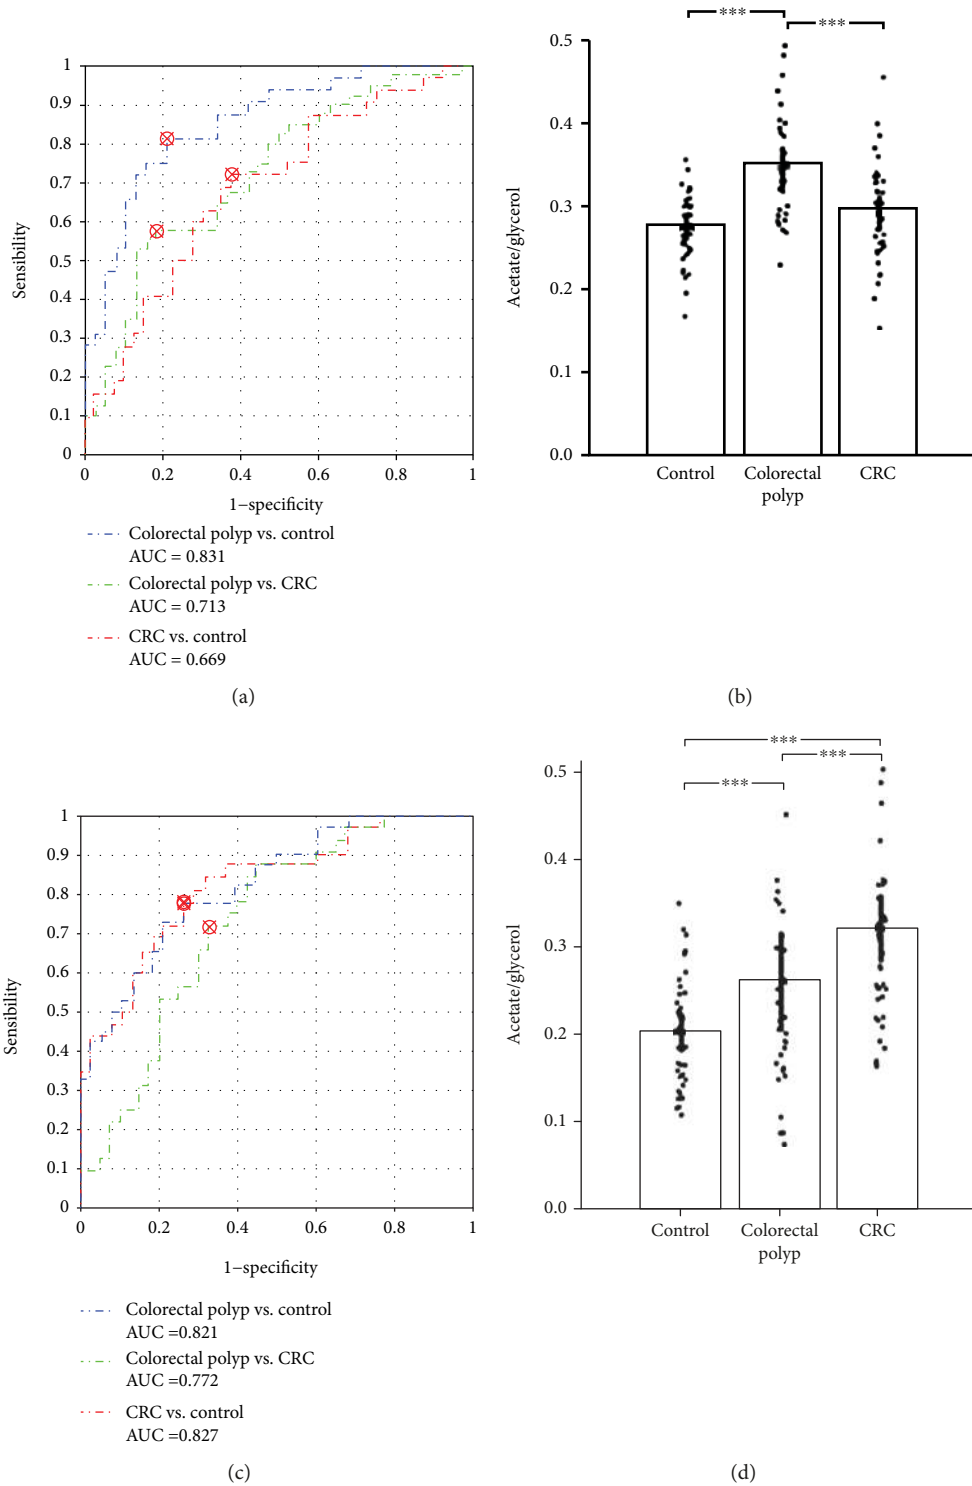 ***
***
0.5
0.4
0.3
0.2
0.1
0.0
Acetate/glycerol
Control
Colorectal
polyp
CRC
1
0.9
0.8
0.7
0.6
0.5
0.4
0.3
0.2
0.1
0
Sensibility
0
0.2
0.4
0.6
0.8
1
1−specificity
Colorectal polyp vs. control
AUC = 0.831
Colorectal polyp vs. CRC
AUC = 0.713
CRC vs. control
AUC = 0.669
(a)
(b)
***
***
***
0.5
0.4
0.3
0.2
0.1
0.0
Acetate/glycerol
Control
Colorectal
polyp
CRC
1
0.9
0.8
0.7
0.6
0.5
0.4
0.3
0.2
0.1
0
Sensibility
0
0.2
0.4
0.6
0.8
1
1−specificity
Colorectal polyp vs. control
AUC =0.821
Colorectal polyp vs. CRC
AUC =0.772
CRC vs. control
AUC =0.827
(c)
(d)